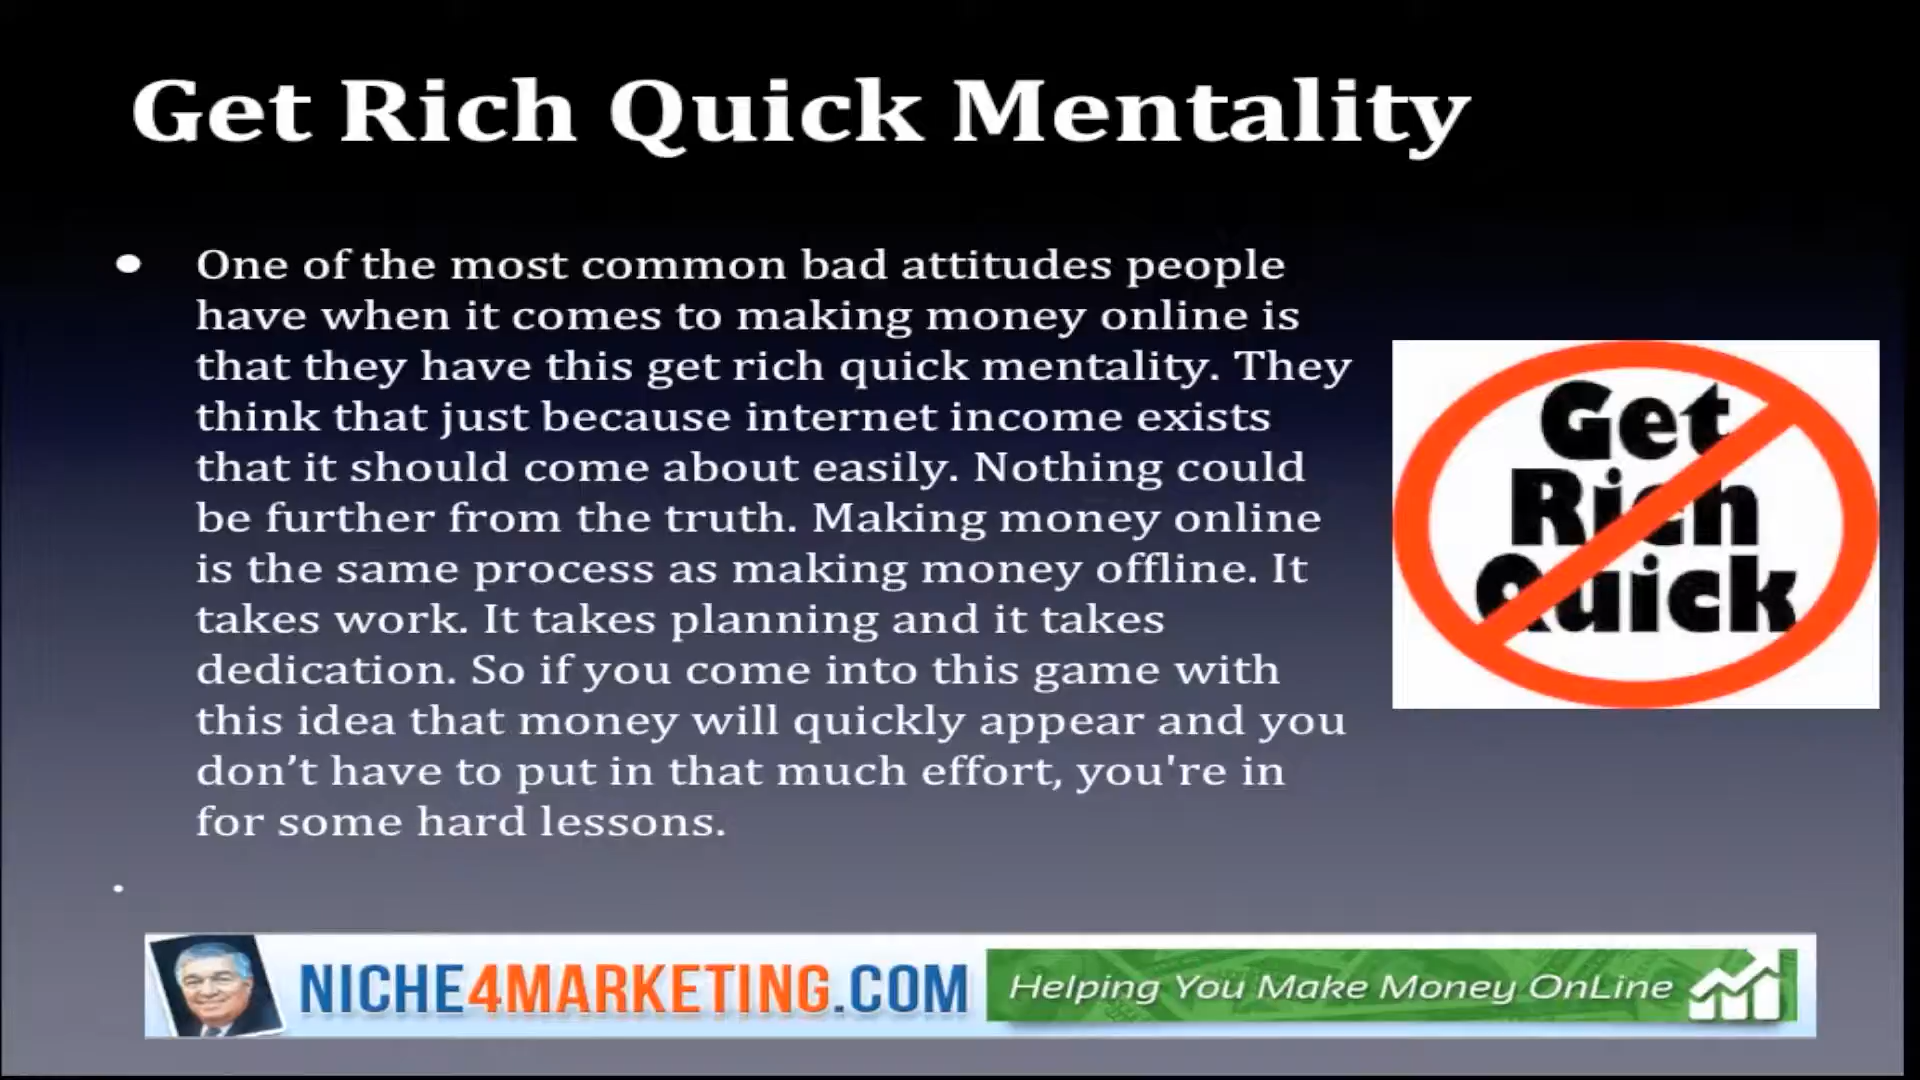 Get Rich Quick Mentality
• One of the most common bad attitudes people
have when it comes to making money online is
that they have this get rich quick mentality. They
think that just because internet income exists
that it should come about easily. Nothing could
be further from the truth. Making money online
is the same process as making money offline. It
takes work. It takes planning and it takes
dedication. So if you come into this game with
this idea that money will quickly appear and you
don’t have to put in that much effort, you're in
for some hard lessons.
Get
Rich
Quick
NICHE4MARKETING.COM
Helping You Make Money OnLine